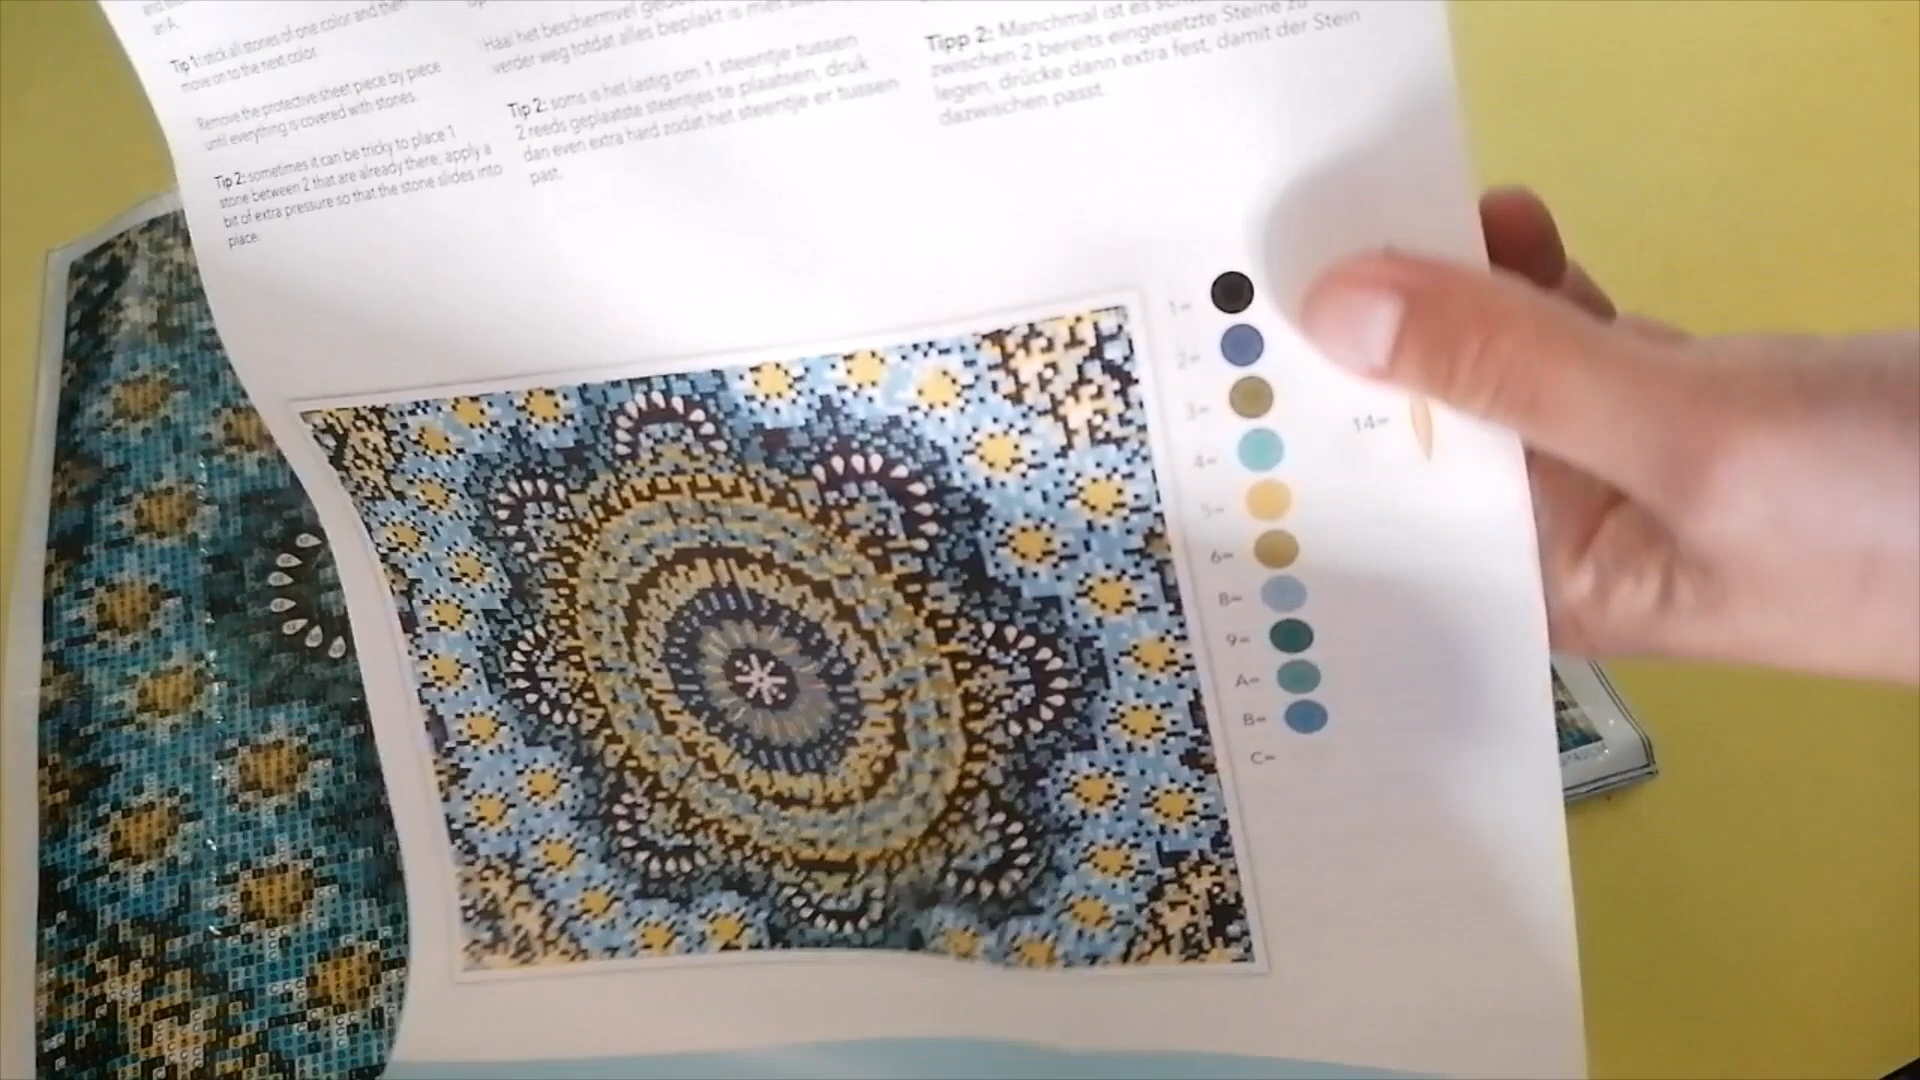 an A.
Tip 1: stick all stones of one color and then
move on to the next color.
Remove the protective sheet piece by piece
until everything is covered with stones.
Tip 2: sometimes it can be tricky to place 1
stone between 2 that are already there; apply a
bit of extra pressure so that the stone slides into
place.
Haal het beschermvel
verder weg totdat alles beplakt is met
Tip 2: soms is het lastig om 1 steentje tussen
2 reeds geplaatste steentjes te plaatsen, druk
dan even extra hard zodat het steentje er tussen
past.
Tipp 2: Manchmal ist es
zwischen 2 bereits eingesetzte Steine zu
legen, drücke dann extra fest, damit der Stein
dazwischen passt.
1=
2=
3=
4=
5=
6=
8=
9=
A=
B=
C=
14=